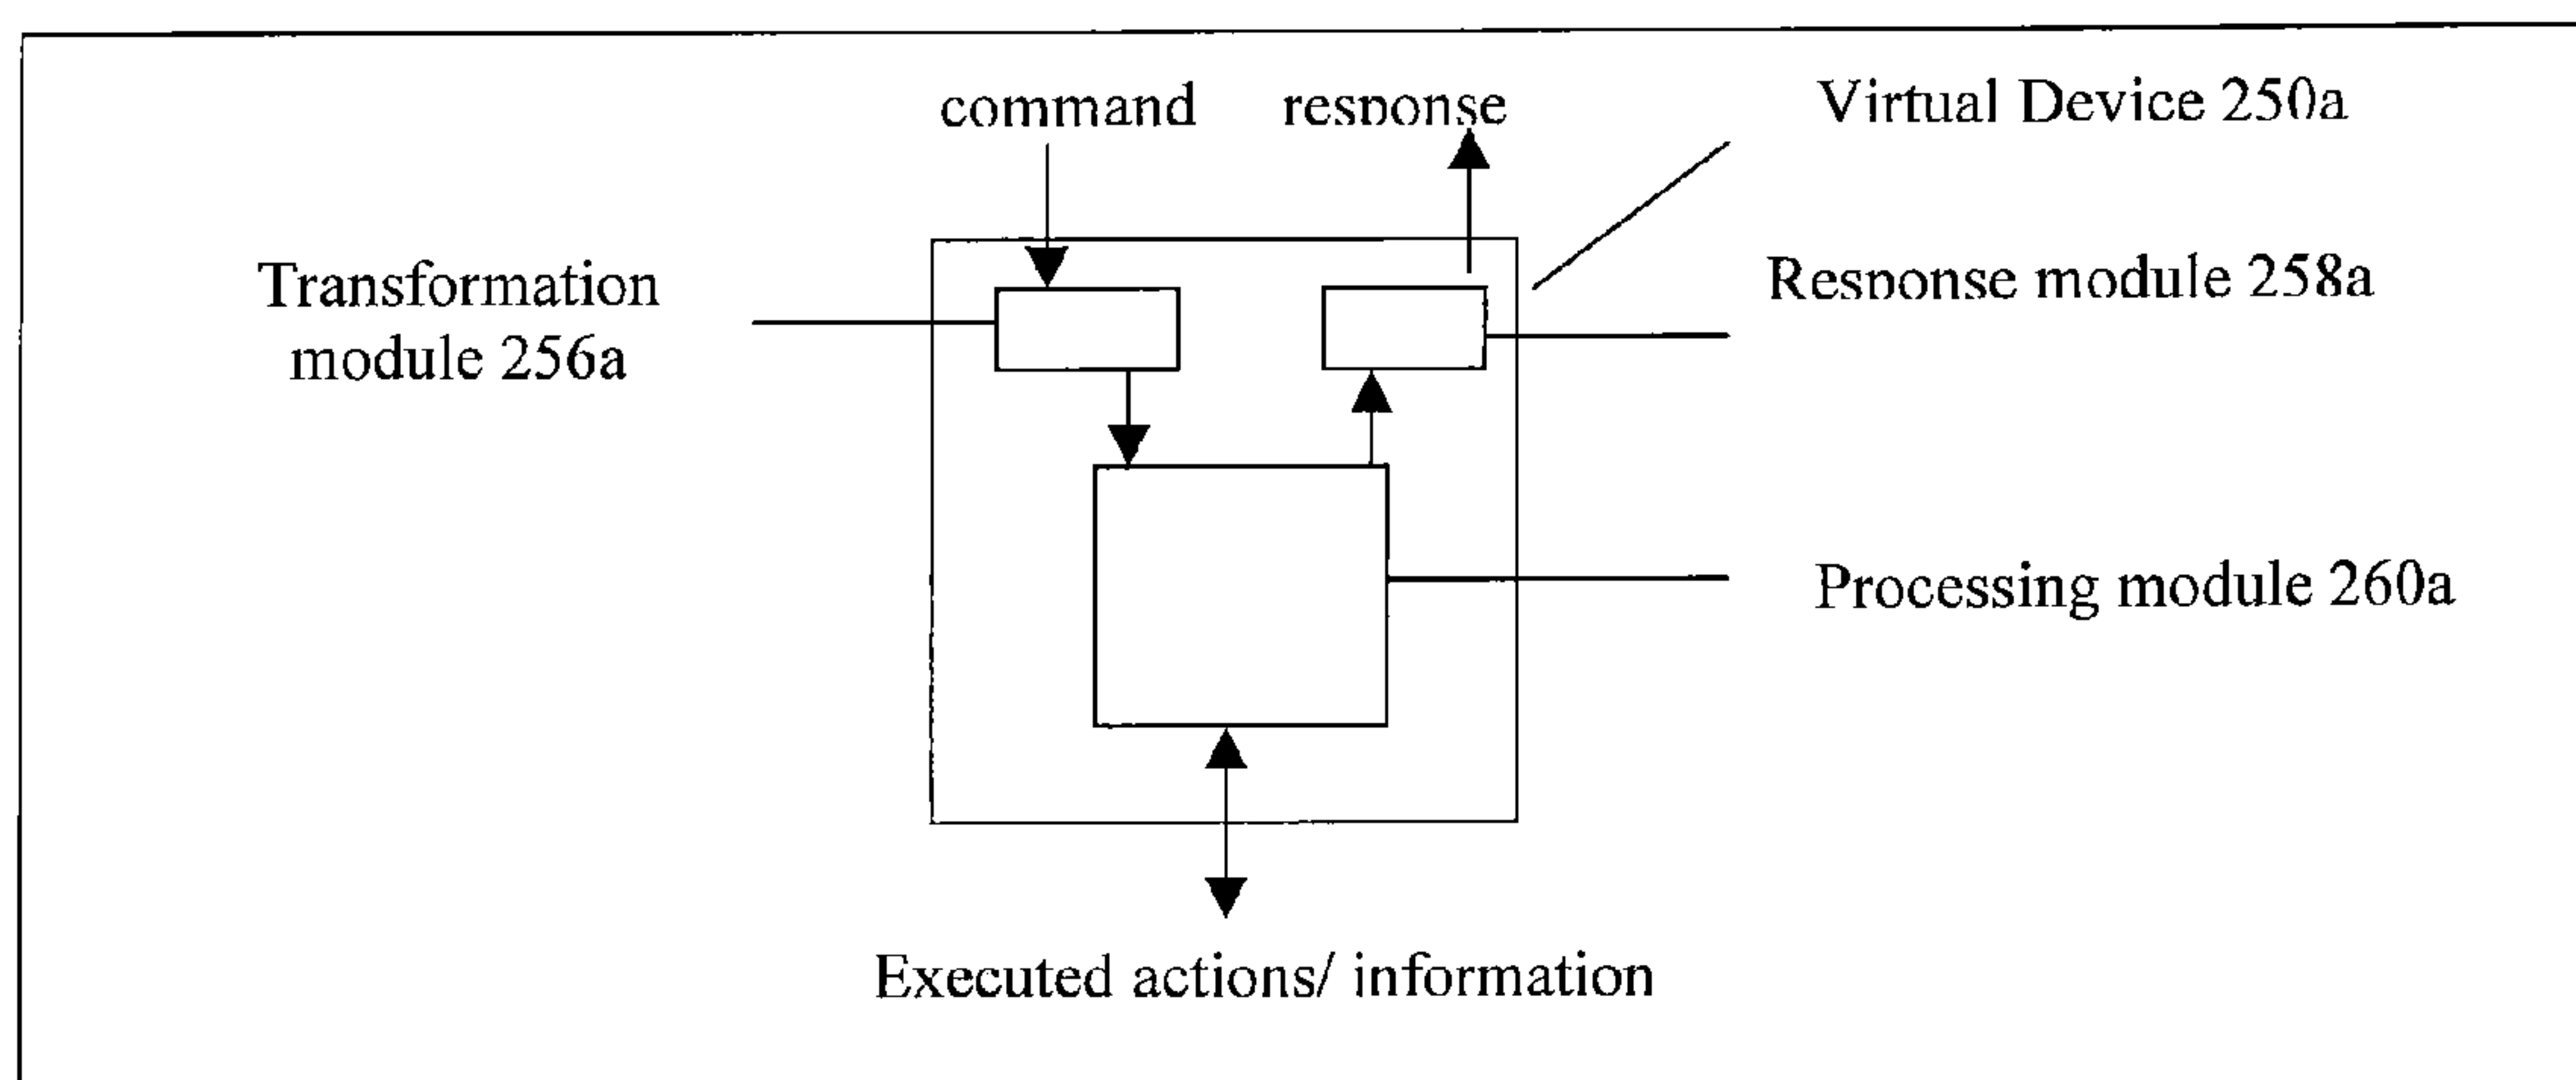 command
response
Virtual Device 250a
Transformation
module 256a
Response module 258a
Processing module 260a
Executed actions/ information